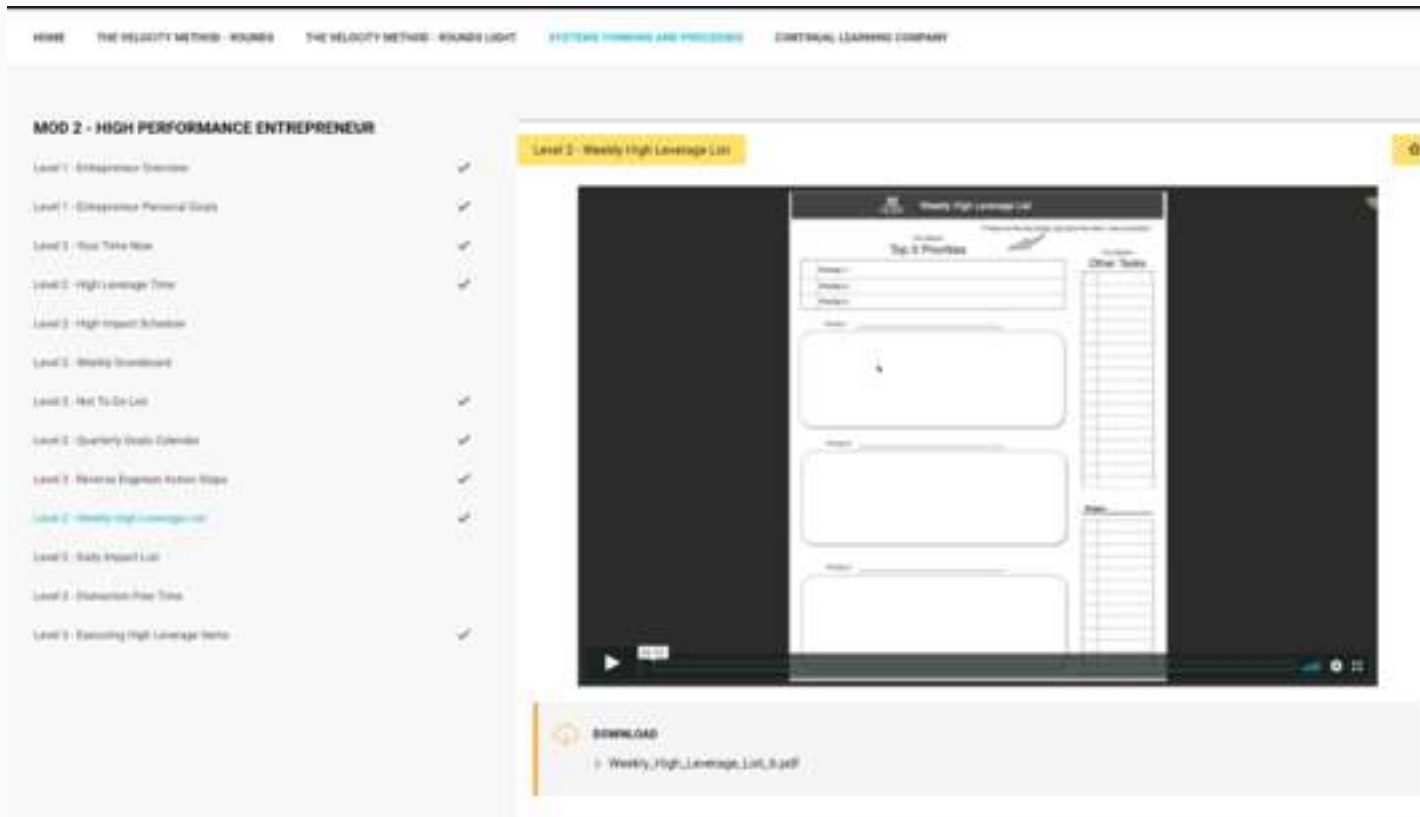 HOME
THE VELOCITY METHOD - ROUNDS
THE VELOCITY METHOD - ROUNDS LIGHT
SYSTEMS THINKING AND PROCESSES
CONTINUAL LEARNING COMPANY
MOD 2 - HIGH PERFORMANCE ENTREPRENEUR
Level 1 - Entrepreneur Overview
Level 1 - Entrepreneur Personal Goals
Level 2 - Your Time Now
Level 2 - High Leverage Time
Level 2 - High Impact Schedule
Level 2 - Weekly Scoreboard
Level 2 - Not To Do List
Level 2 - Quarterly Goals Calendar
Level 2 - Reverse Engineer Action Steps
Level 2 - Weekly High Leverage List
Level 2 - Daily Impact List
Level 2 - Distraction Free Time
Level 3 - Executing High Leverage Items
Level 2 - Weekly High Leverage List
Weekly High Leverage List
Top 3 Priorities
Other Tasks
DOWNLOAD
Weekly_High_Leverage_List_6.pdf